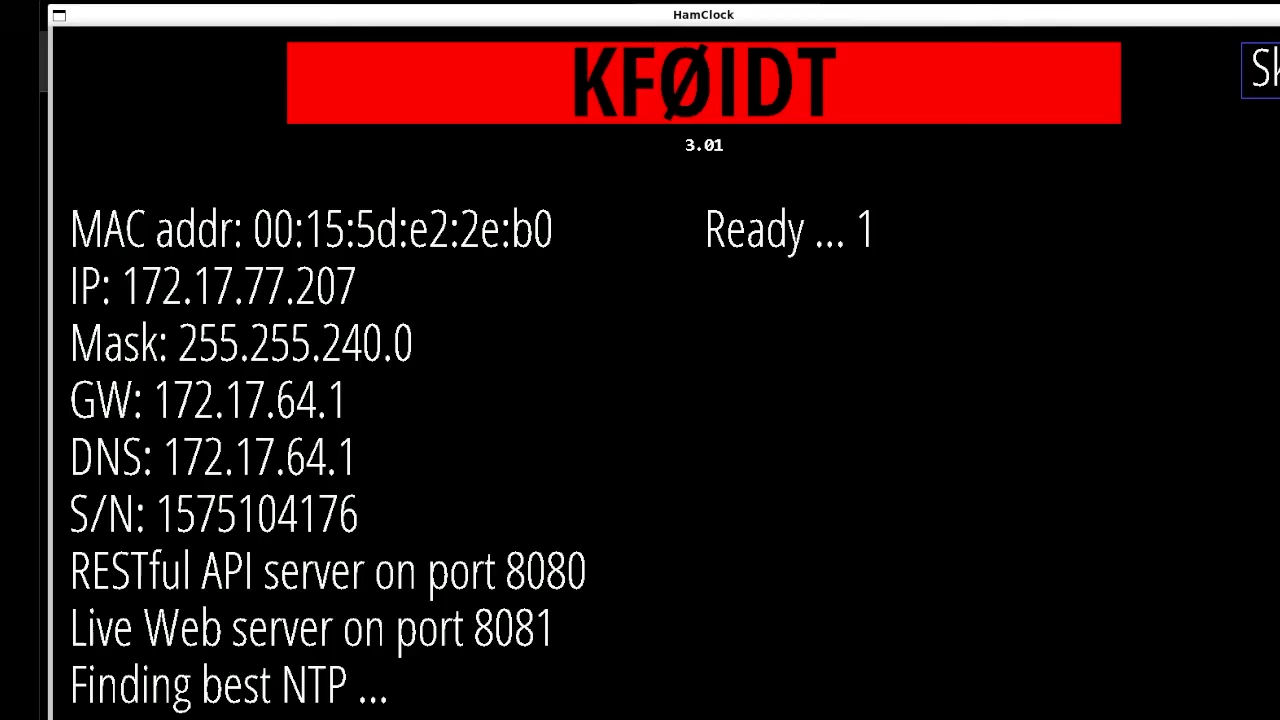 HamClock
KFØIDT
3.01
MAC addr: 00:15:5d:e2:2e:b0
Ready ... 1
IP: 172.17.77.207
Mask: 255.255.240.0
GW: 172.17.64.1
DNS: 172.17.64.1
S/N: 1575104176
RESTful API server on port 8080
Live Web server on port 8081
Finding best NTP ...